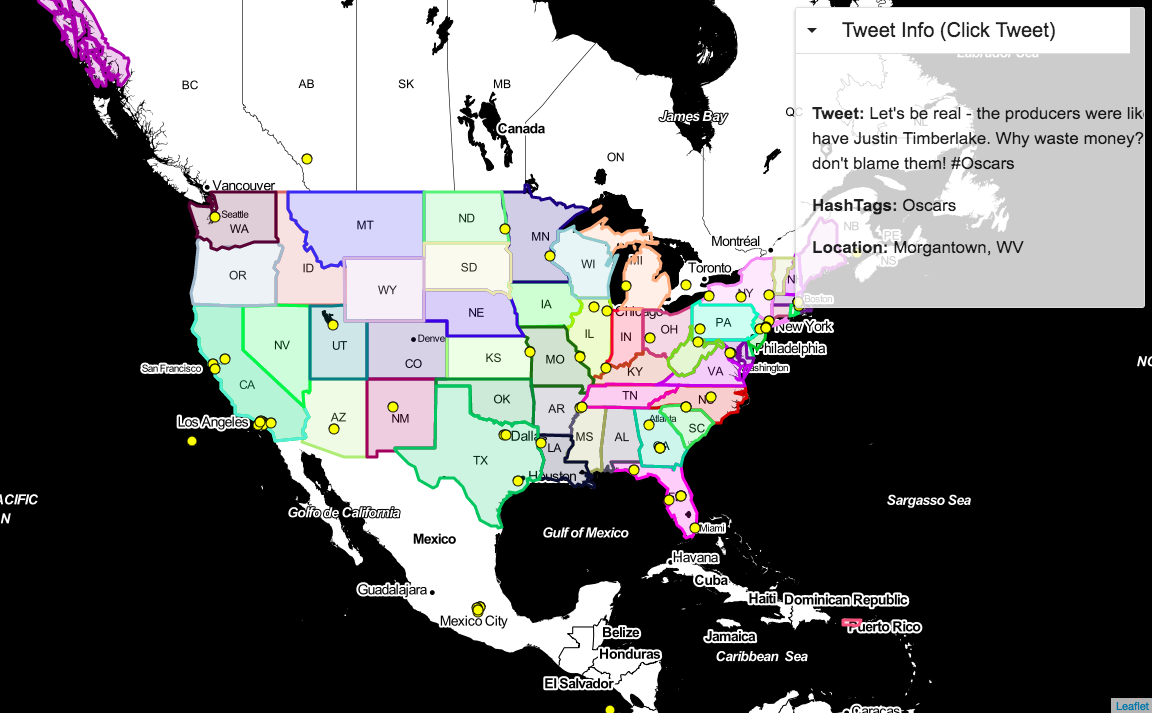 Tweet Info (Click Tweet)
Labrador Sea
BC
AB
SK
MB
James Bay
QC
Tweet: Let's be real - the producers were lik
have Justin Timberlake. Why waste money?
don't blame them! #Oscars
Canada
ON
HashTags: Oscars
Vancouver
Seattle
WA
MT
ND
MN
NB
PE
Montréal
Location: Morgantown, WV
NS
OR
ID
SD
WI
MI
Toronto
WY
IA
NY
Boston
NE
Chicago
PA
New York
NV
UT
Denve
CO
KS
MO
IL
IN
OH
Philadelphia
San Francisco
CA
KY
VA
Washington
NO
Los Angeles
AZ
NM
OK
AR
TN
NC
Atlanta
SC
Dallas
LA
MS
AL
GA
TX
Houston
ACIFIC
N
Golfo de California
Gulf of Mexico
Sargasso Sea
Miami
Mexico
Havana
Cuba
Guadalajara
Haiti
Dominican Republic
Mexico City
Puerto Rico
Belize
Jamaica
Honduras
Caribbean Sea
El Salvador
Caracas
Leaflet